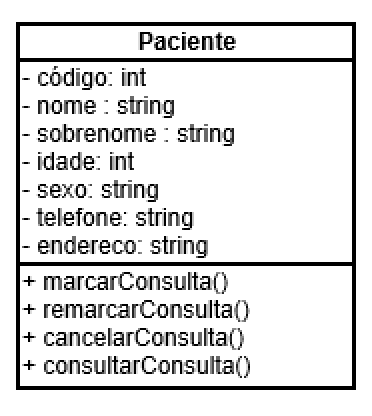 Paciente
- código: int
- nome : string
- sobrenome : string
- idade: int
- sexo: string
- telefone: string
- endereco: string
+ marcarConsulta()
+ remarcarConsulta()
+ cancelarConsulta()
+ consultarConsulta()